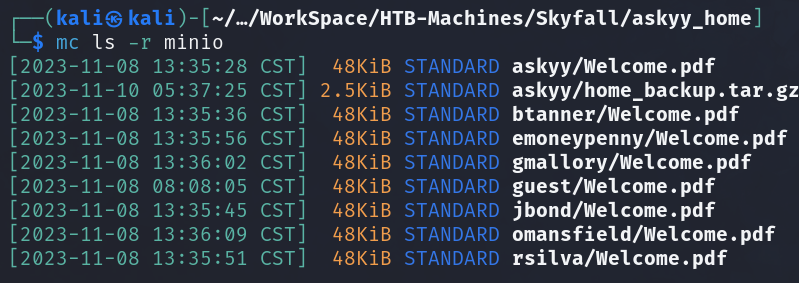 ┌──(kali㉿kali)-[~/…/WorkSpace/HTB-Machines/Skyfall/askyy_home]
└─$ mc ls -r minio
[2023-11-08 13:35:28 CST]  48KiB STANDARD askyy/Welcome.pdf
[2023-11-10 05:37:25 CST] 2.5KiB STANDARD askyy/home_backup.tar.gz
[2023-11-08 13:35:36 CST]  48KiB STANDARD btanner/Welcome.pdf
[2023-11-08 13:35:56 CST]  48KiB STANDARD emoneypenny/Welcome.pdf
[2023-11-08 13:36:02 CST]  48KiB STANDARD gmallory/Welcome.pdf
[2023-11-08 08:08:05 CST]  48KiB STANDARD guest/Welcome.pdf
[2023-11-08 13:35:45 CST]  48KiB STANDARD jbond/Welcome.pdf
[2023-11-08 13:36:09 CST]  48KiB STANDARD omansfield/Welcome.pdf
[2023-11-08 13:35:51 CST]  48KiB STANDARD rsilva/Welcome.pdf